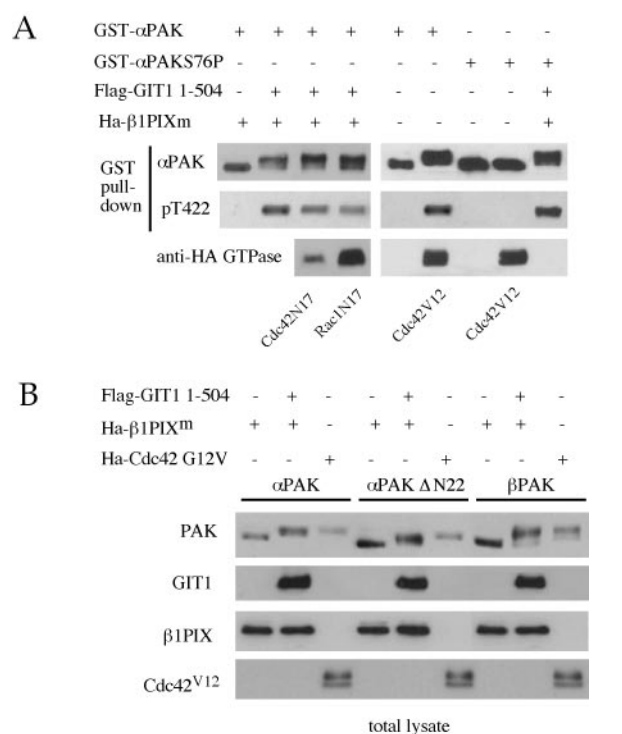 A
GST-αPAK + + + + + + - - -
GST-αPAKS76P - - - - - - + + +
Flag-GIT1 1-504 - + + + - - - - +
Ha-β1PIXm + + + + - - - - +
GST pull-down
αPAK
pT422
anti-HA GTPase
Cdc42N17 Rac1N17 Cdc42V12 Cdc42V12
B
Flag-GIT1 1-504 - + - - + - - + -
Ha-β1PIXm + + - + + - + + -
Ha-Cdc42 G12V - - + - - + - - +
αPAK αPAK Δ N22 βPAK
PAK
GIT1
β1PIX
Cdc42V12
total lysate